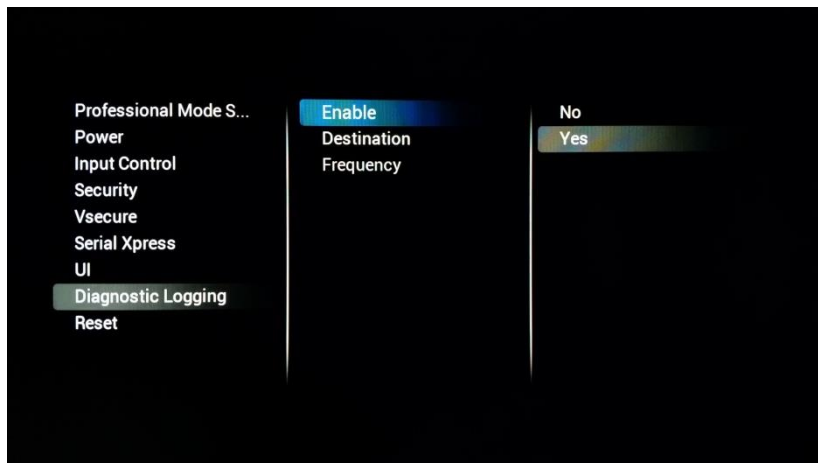 Professional Mode S...
Power
Input Control
Security
Vsecure
Serial Xpress
UI
Diagnostic Logging
Reset
Enable
Destination
Frequency
No
Yes